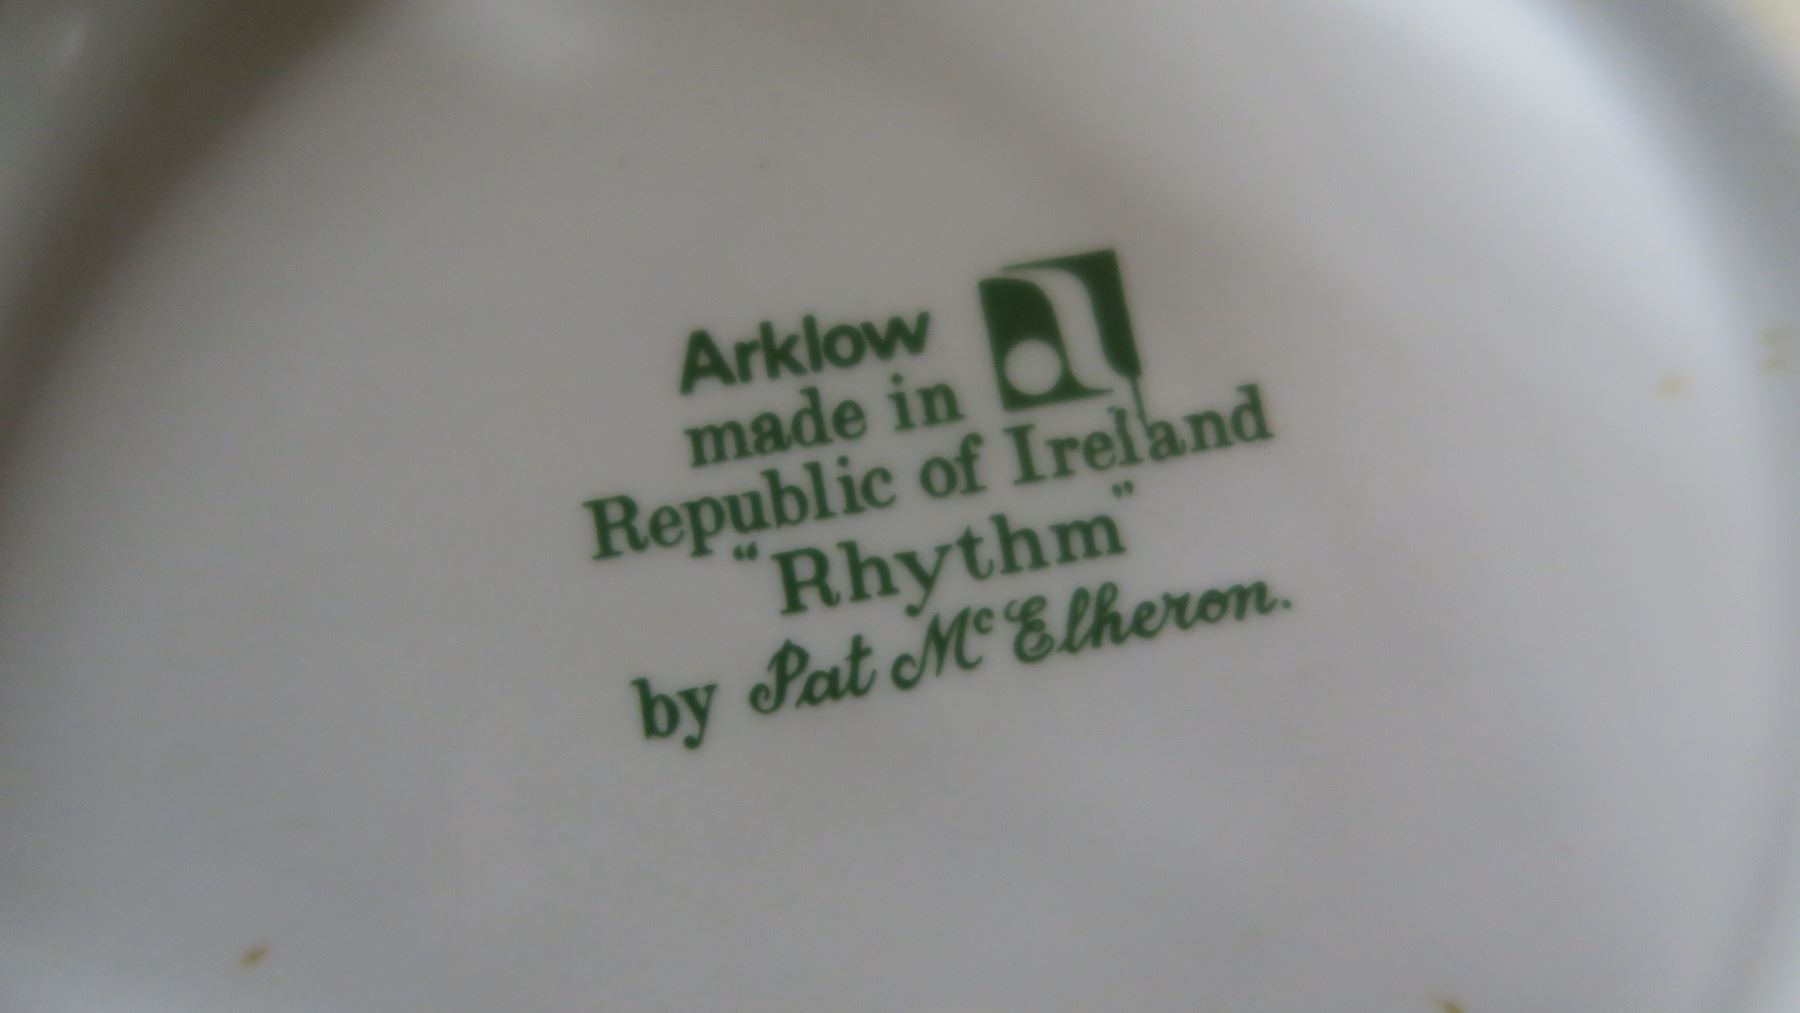 Arklow
made in
Republic of Ireland
“Rhythm”
by Pat McElheron.